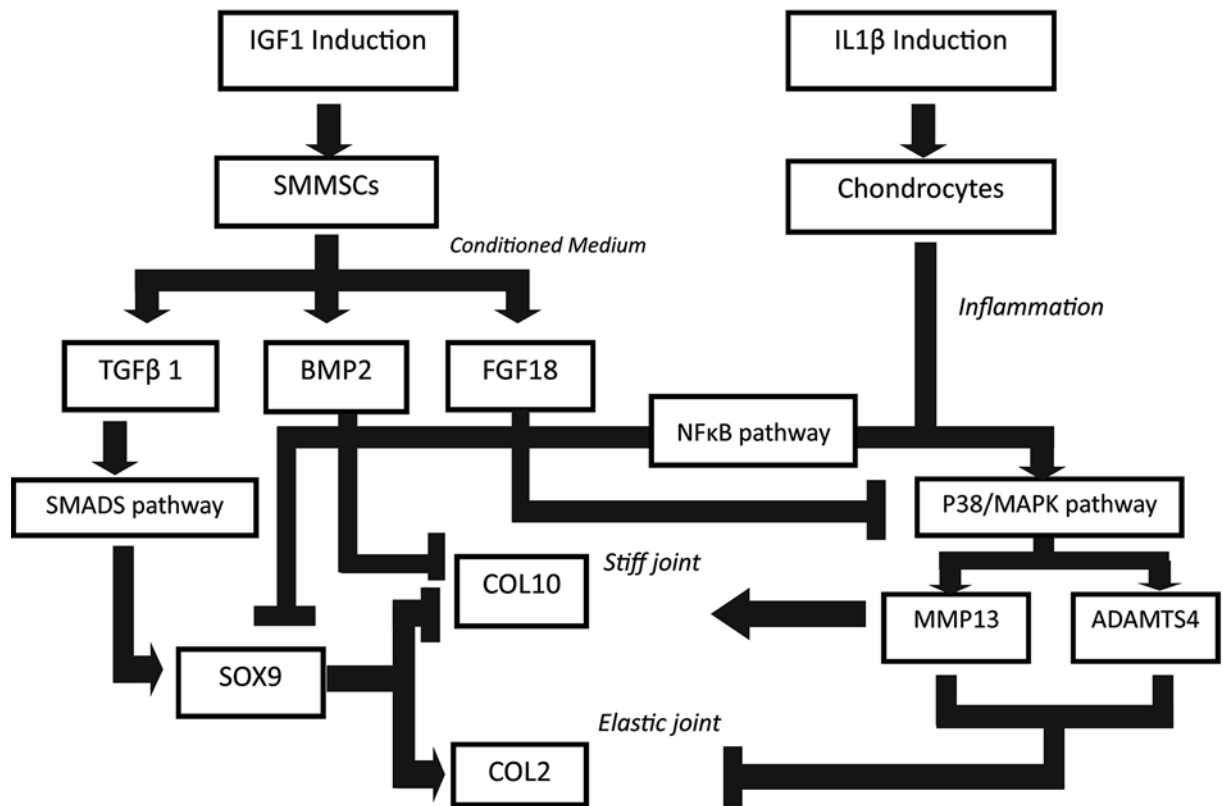 IGF1 Induction
IL1β Induction
SMMSCs
Chondrocytes
Conditioned Medium
Inflammation
TGFβ 1
BMP2
FGF18
NFκB pathway
SMADS pathway
P38/MAPK pathway
COL10
Stiff joint
MMP13
ADAMTS4
SOX9
Elastic joint
COL2